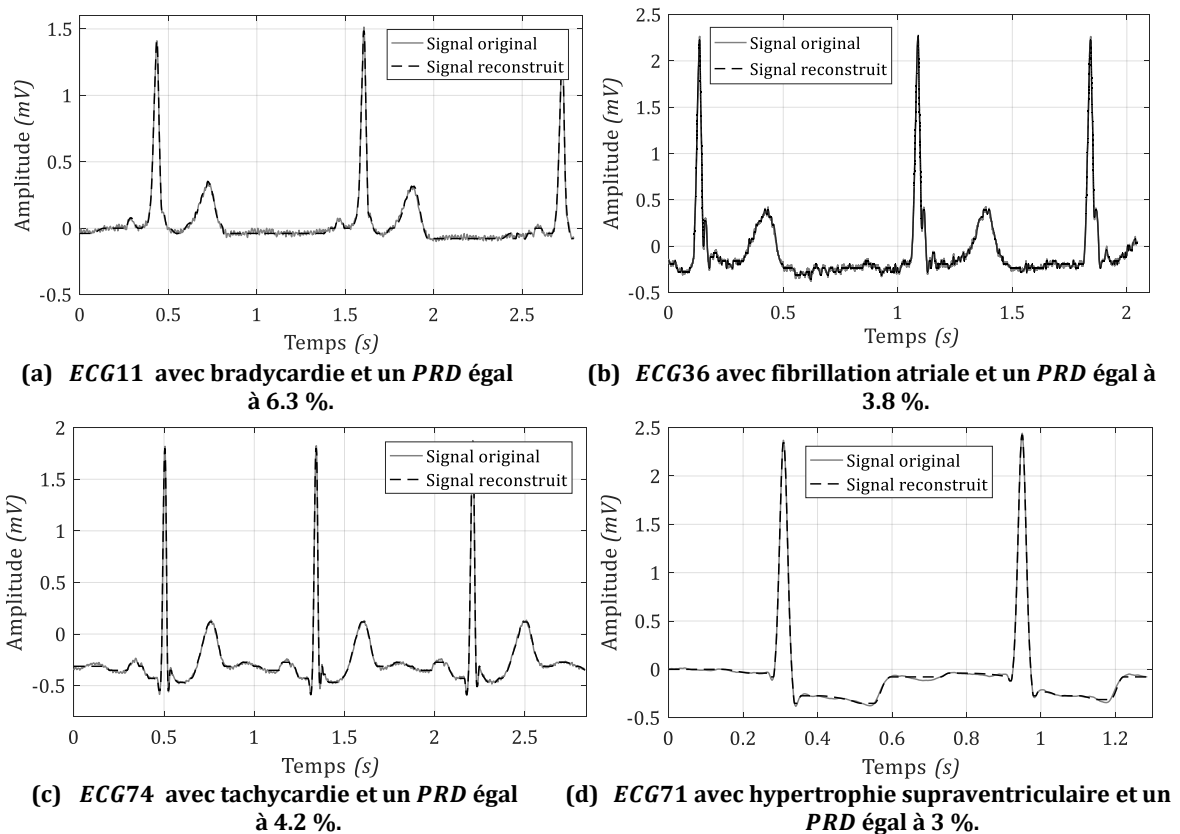 1.5
1
0.5
0
-0.5
0 0.5 1 1.5 2 2.5
Amplitude (mV)
Temps (s)
Signal original
Signal reconstruit
(a) ECG11 avec bradycardie et un PRD égal
à 6.3 %.
2.5
2
1.5
1
0.5
0
-0.5
0 0.5 1 1.5 2
Amplitude (mV)
Temps (s)
Signal original
Signal reconstruit
(b) ECG36 avec fibrillation atriale et un PRD égal à
3.8 %.
2
1.5
1
0.5
0
-0.5
0 0.5 1 1.5 2 2.5
Amplitude (mV)
Temps (s)
Signal original
Signal reconstruit
(c) ECG74 avec tachycardie et un PRD égal
à 4.2 %.
2.5
2
1.5
1
0.5
0
-0.5
0 0.2 0.4 0.6 0.8 1 1.2
Amplitude (mV)
Temps (s)
Signal original
Signal reconstruit
(d) ECG71 avec hypertrophie supraventriculaire et un
PRD égal à 3 %.